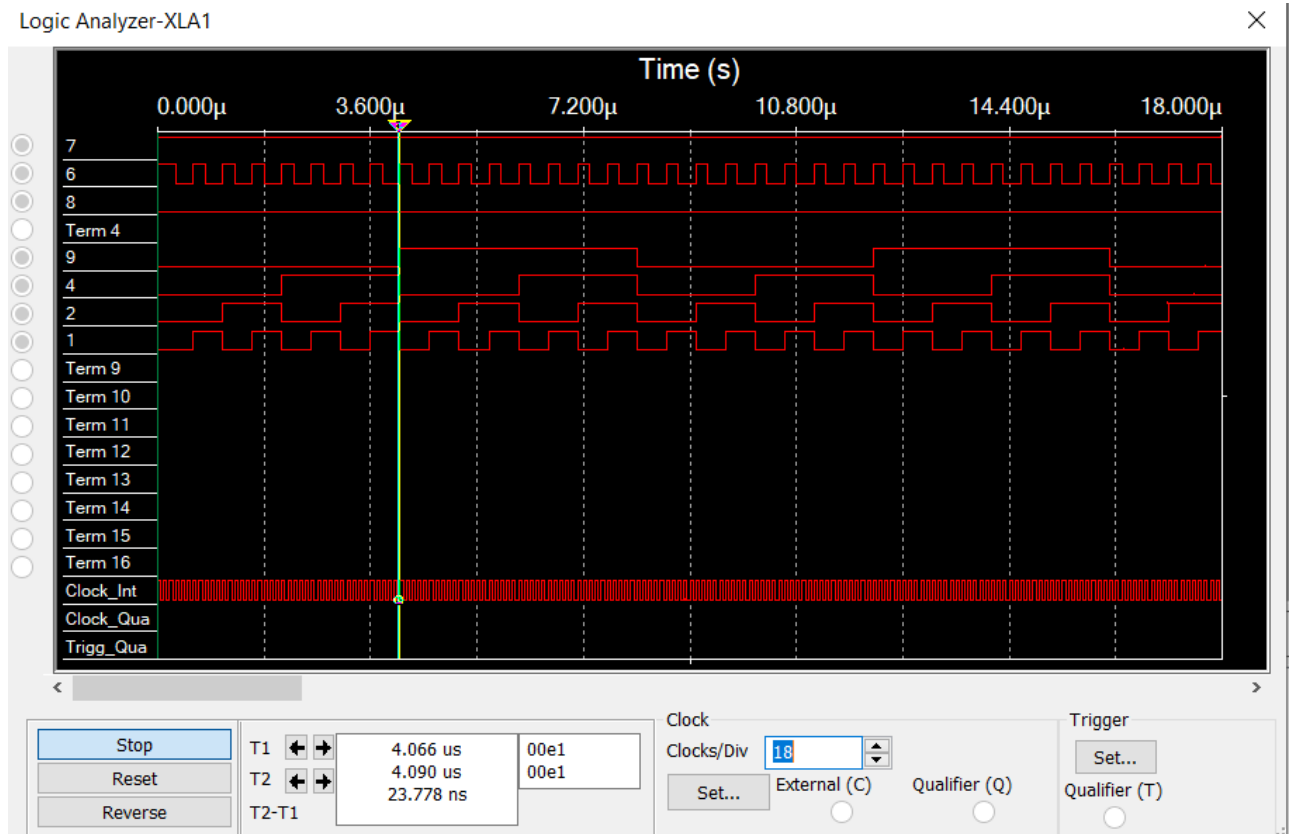 Logic Analyzer-XLA1
Time (s)
0.000µ 3.600µ 7.200µ 10.800µ 14.400µ 18.000µ
7
6
8
Term 4
9
4
2
1
Term 9
Term 10
Term 11
Term 12
Term 13
Term 14
Term 15
Term 16
Clock_Int
Clock_Qua
Trigg_Qua
Stop
Reset
Reverse
T1 4.066 us 00e1
T2 4.090 us 00e1
T2-T1 23.778 ns
Clock
Clocks/Div 18
Set... External (C) Qualifier (Q)
Trigger
Set...
Qualifier (T)